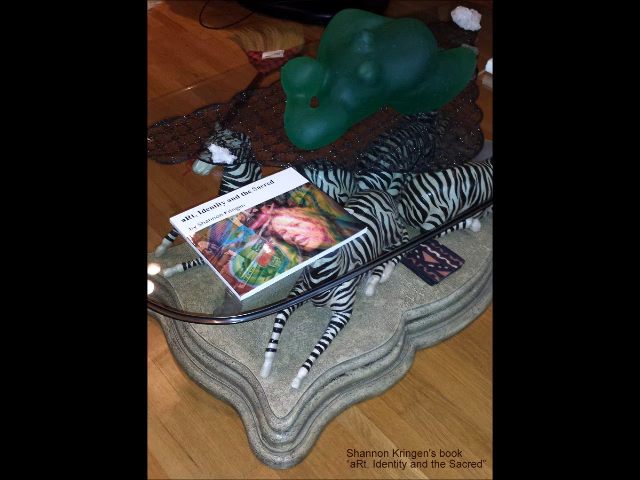 aRt, Identity and the Sacred
by Shannon Kringen
Shannon Kringen's book
"aRt, Identity and the Sacred"